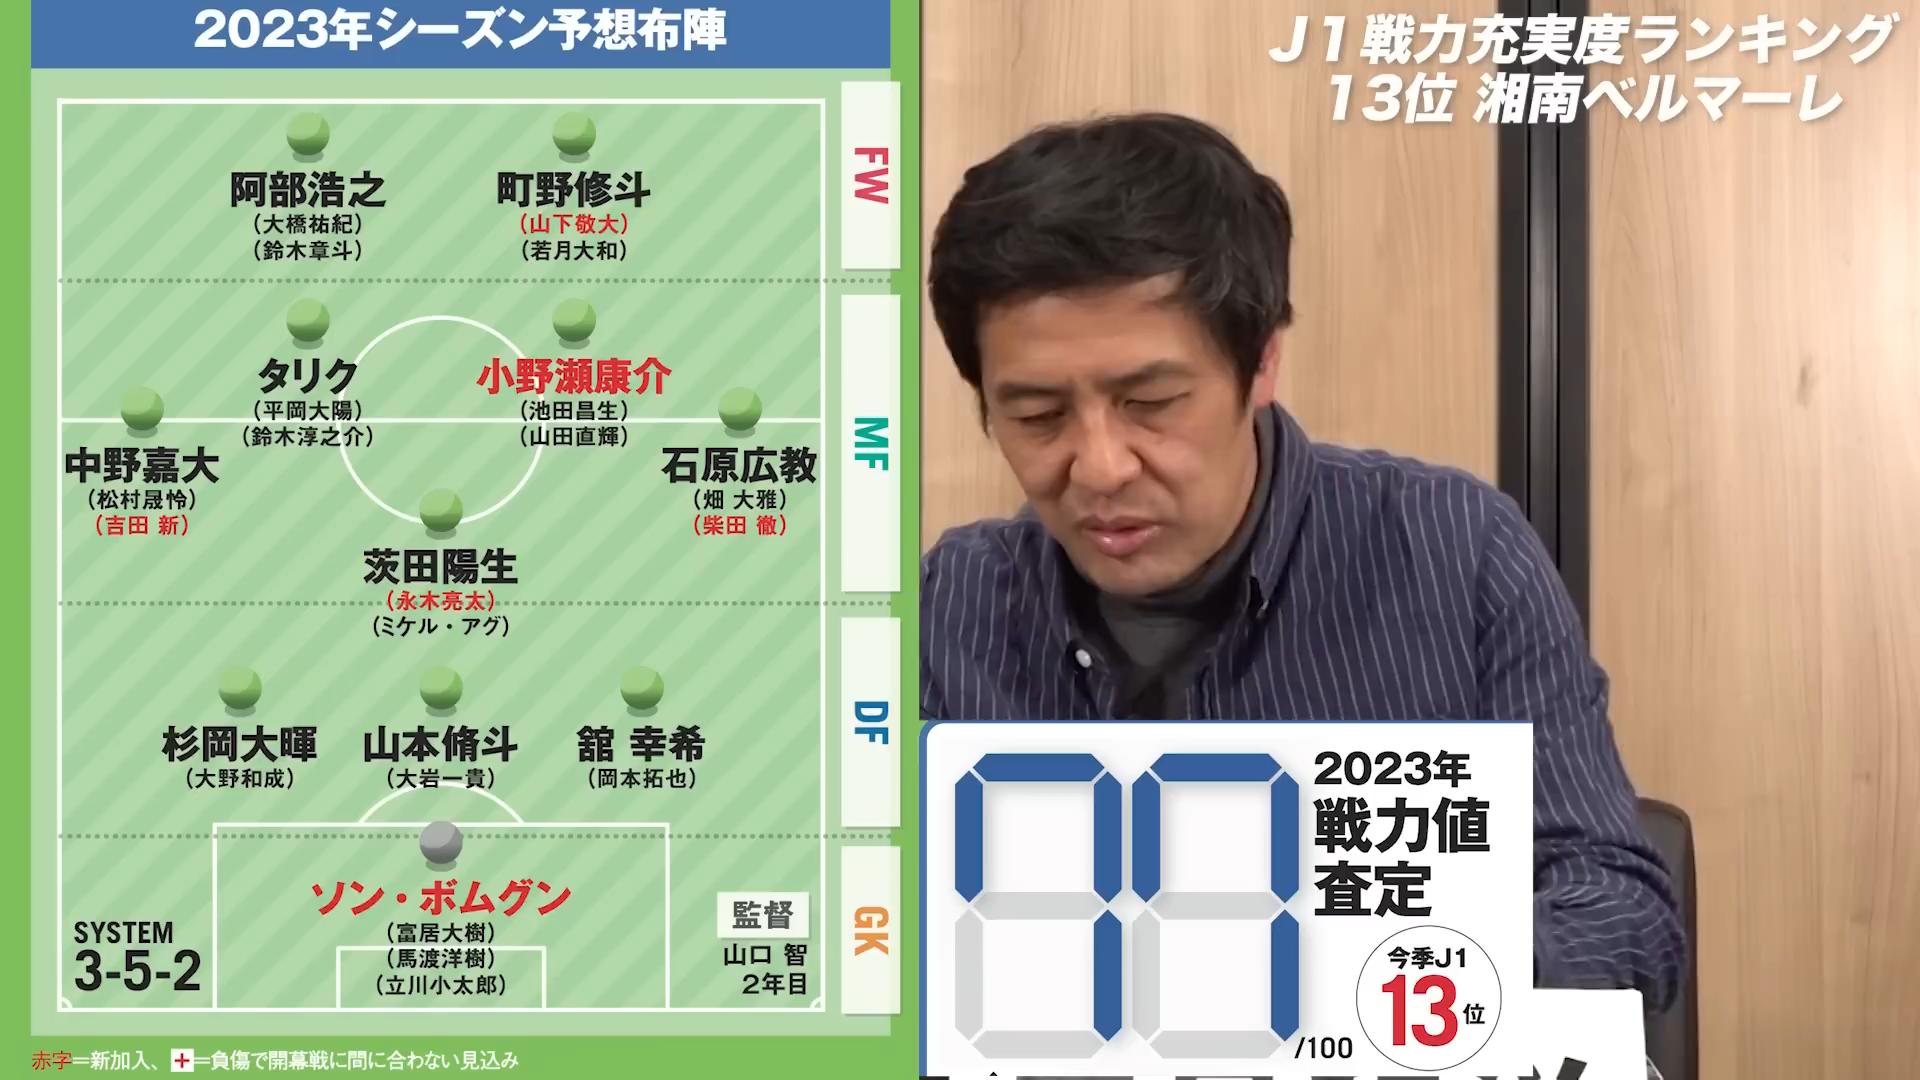 2023年シーズン予想布陣
FW
阿部浩之
(大橋祐紀)
(鈴木章斗)
町野修斗
(山下敬大)
(若月大和)
MF
タリク
(平岡大陽)
(鈴木淳之介)
小野瀬康介
(池田昌生)
(山田直輝)
中野嘉大
(松村晟怜)
(吉田 新)
石原広教
(畑 大雅)
(柴田 徹)
茨田陽生
(永木亮太)
(ミケル・アグ)
DF
杉岡大暉
(大野和成)
山本脩斗
(大岩一貴)
舘 幸希
(岡本拓也)
GK
ソン・ボムグン
(富居大樹)
(馬渡洋樹)
(立川小太郎)
SYSTEM
3-5-2
監督
山口 智
2年目
赤字=新加入、+=負傷で開幕戦に間に合わない見込み
J1戦力充実度ランキング
13位 湘南ベルマーレ
77
/100
2023年
戦力値
査定
今季J1
13位